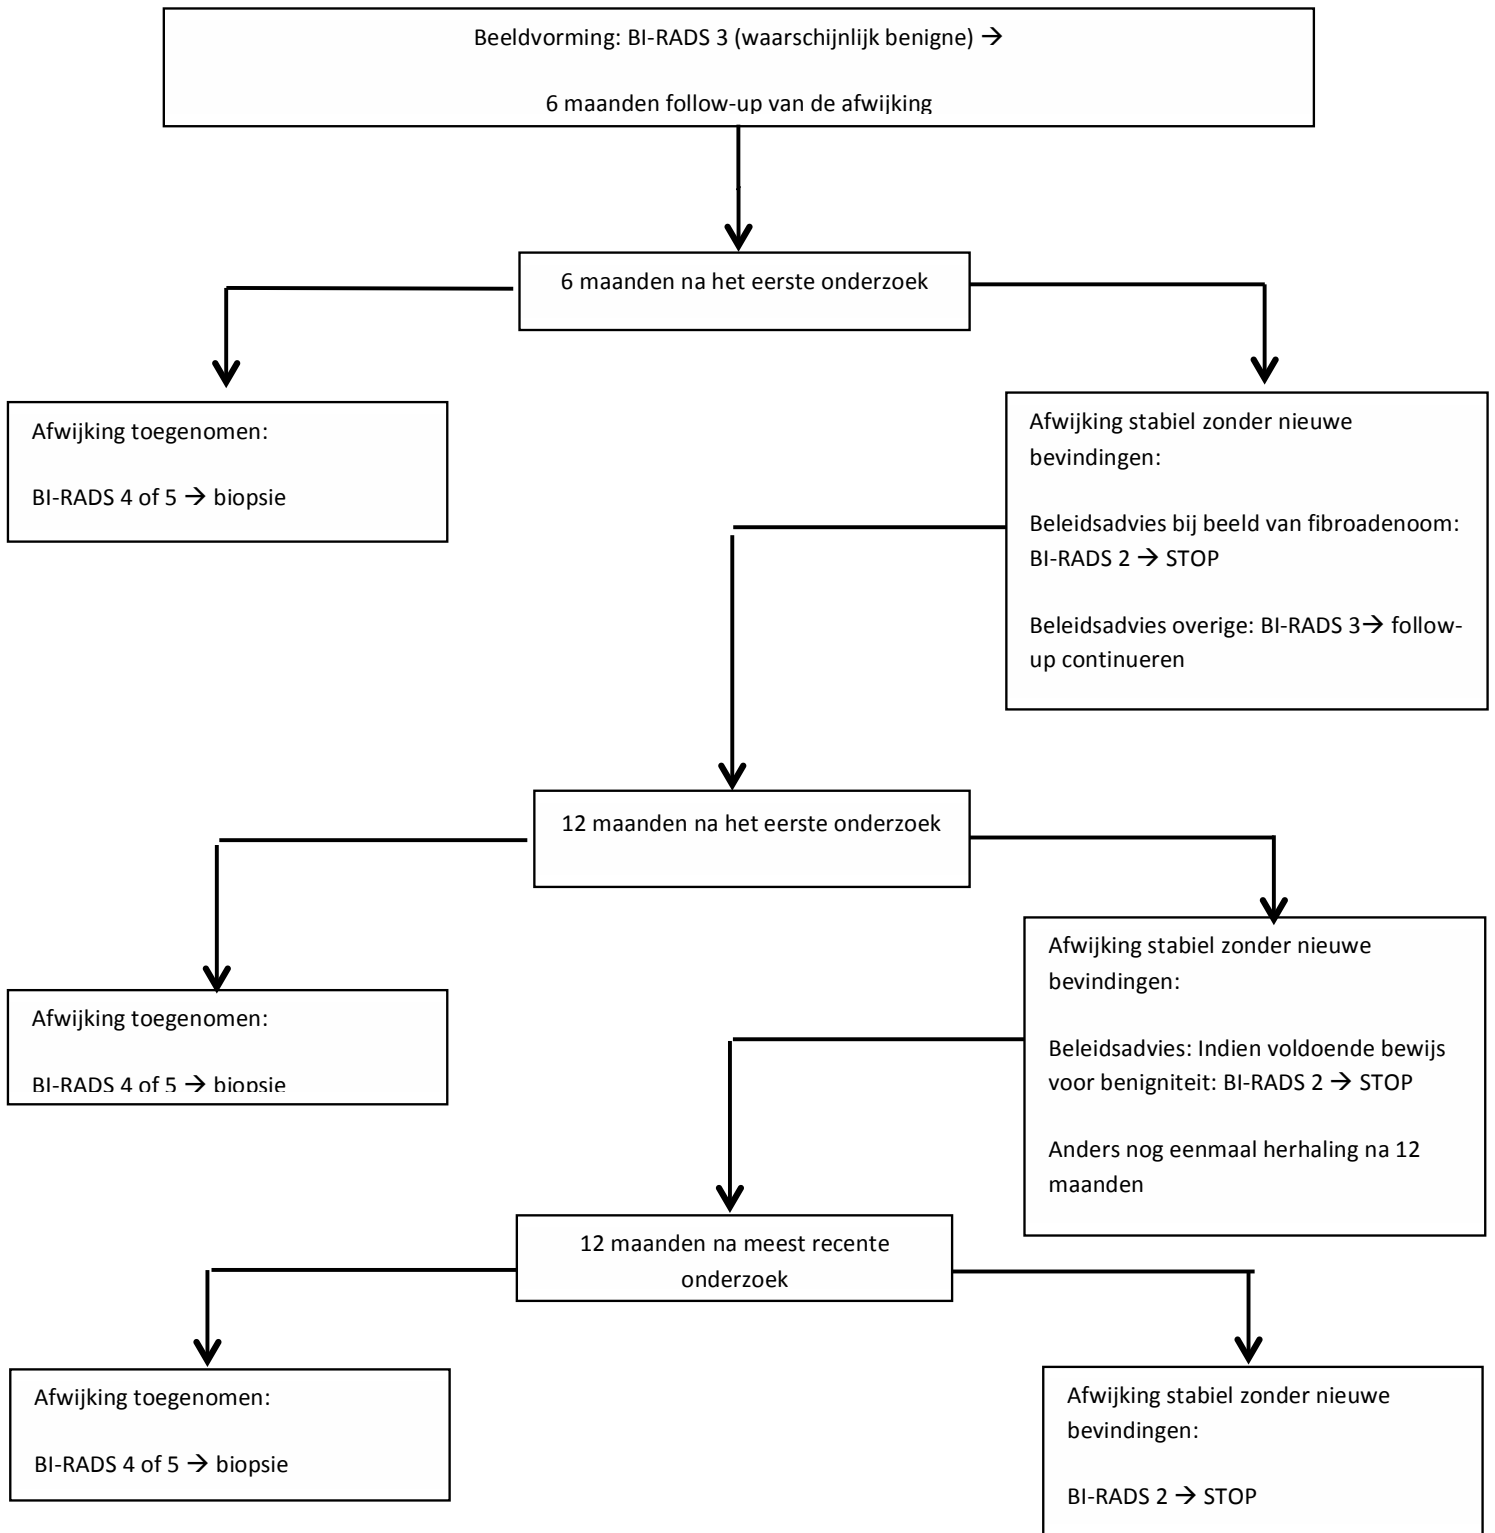 Beeldvorming: BI-RADS 3 (waarschijnlijk benigne) →
6 maanden follow-up van de afwijking
6 maanden na het eerste onderzoek
Afwijking toegenomen:
BI-RADS 4 of 5 → biopsie
Afwijking stabiel zonder nieuwe
bevindingen:
Beleidsadvies bij beeld van fibroadenoom:
BI-RADS 2 → STOP
Beleidsadvies overige: BI-RADS 3→ follow-
up continueren
12 maanden na het eerste onderzoek
Afwijking toegenomen:
BI-RADS 4 of 5 → biopsie
Afwijking stabiel zonder nieuwe
bevindingen:
Beleidsadvies: Indien voldoende bewijs
voor benigniteit: BI-RADS 2 → STOP
Anders nog eenmaal herhaling na 12
maanden
12 maanden na meest recente
onderzoek
Afwijking toegenomen:
BI-RADS 4 of 5 → biopsie
Afwijking stabiel zonder nieuwe
bevindingen:
BI-RADS 2 → STOP